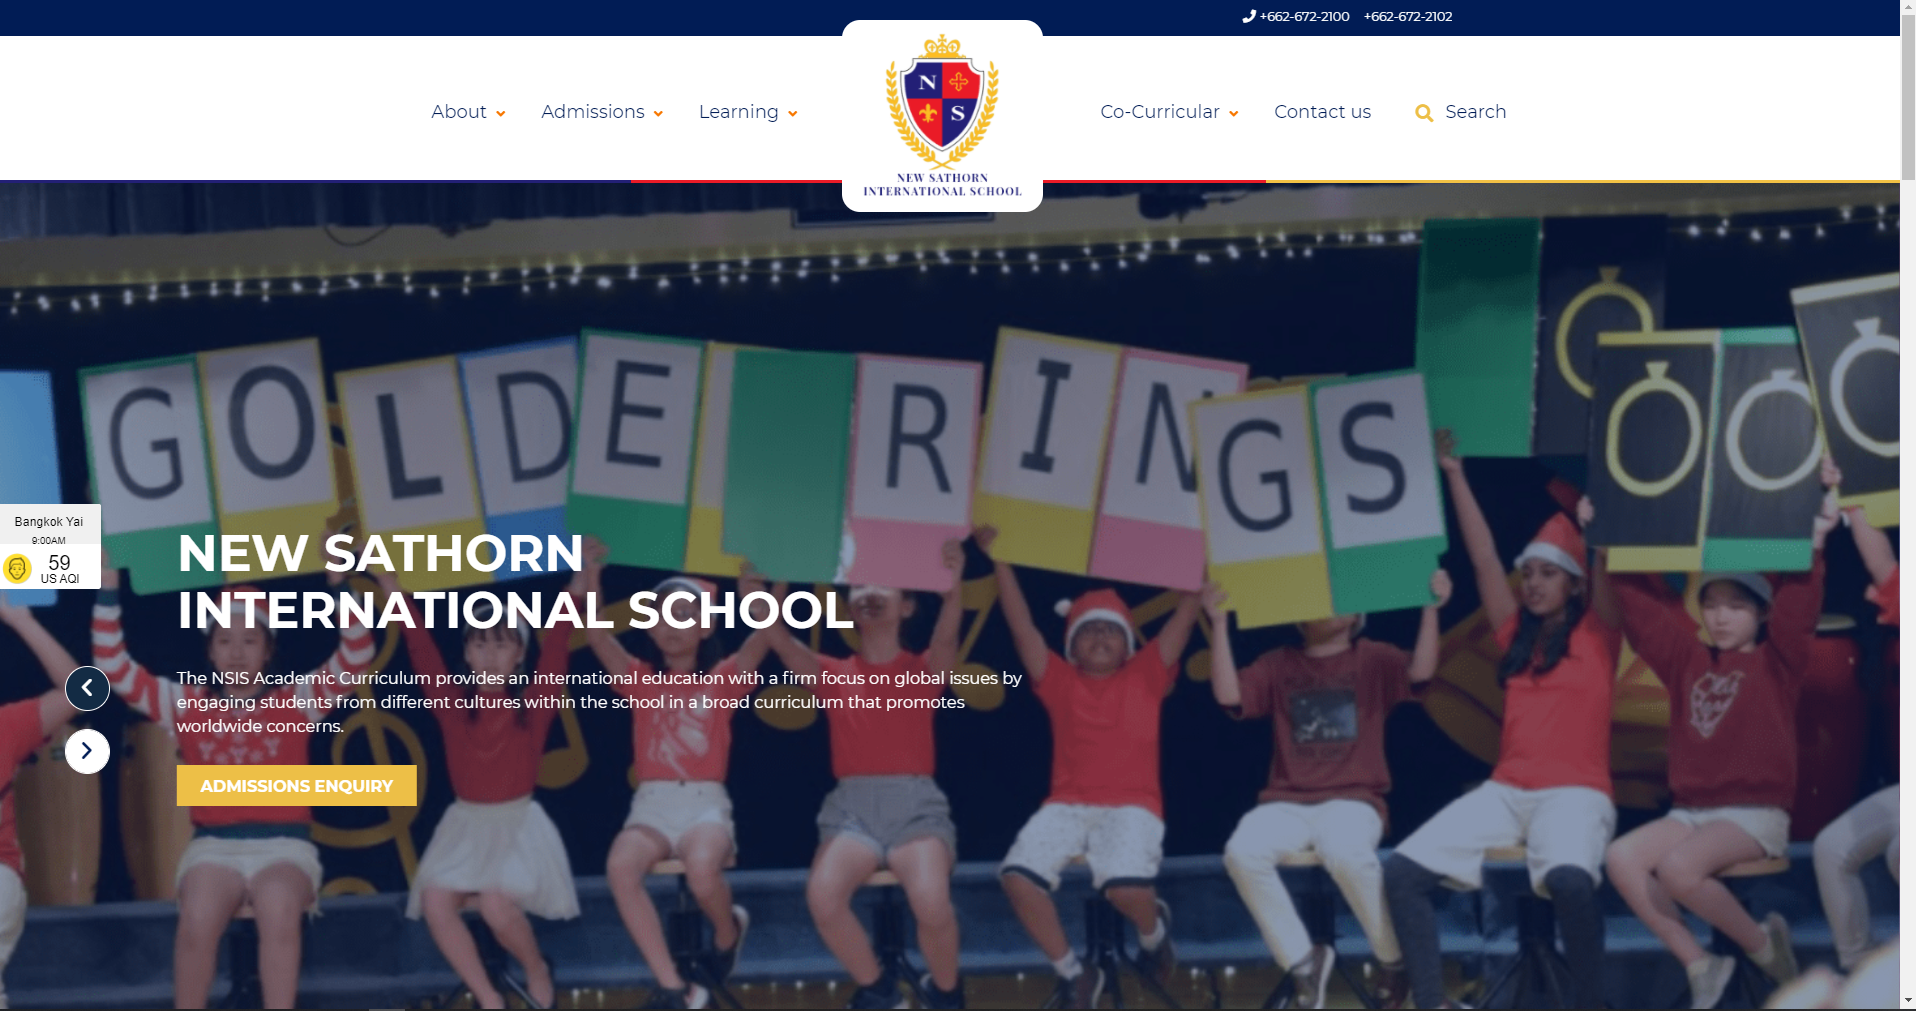 +662-672-2100 +662-672-2102
About Admissions Learning
N
S
NEW SATHORN
INTERNATIONAL SCHOOL
Co-Curricular Contact us Search
GOLDE RINGS
Bangkok Yai
9:00AM
59
US AQI
NEW SATHORN
INTERNATIONAL SCHOOL
The NSIS Academic Curriculum provides an international education with a firm focus on global issues by
engaging students from different cultures within the school in a broad curriculum that promotes
worldwide concerns.
ADMISSIONS ENQUIRY